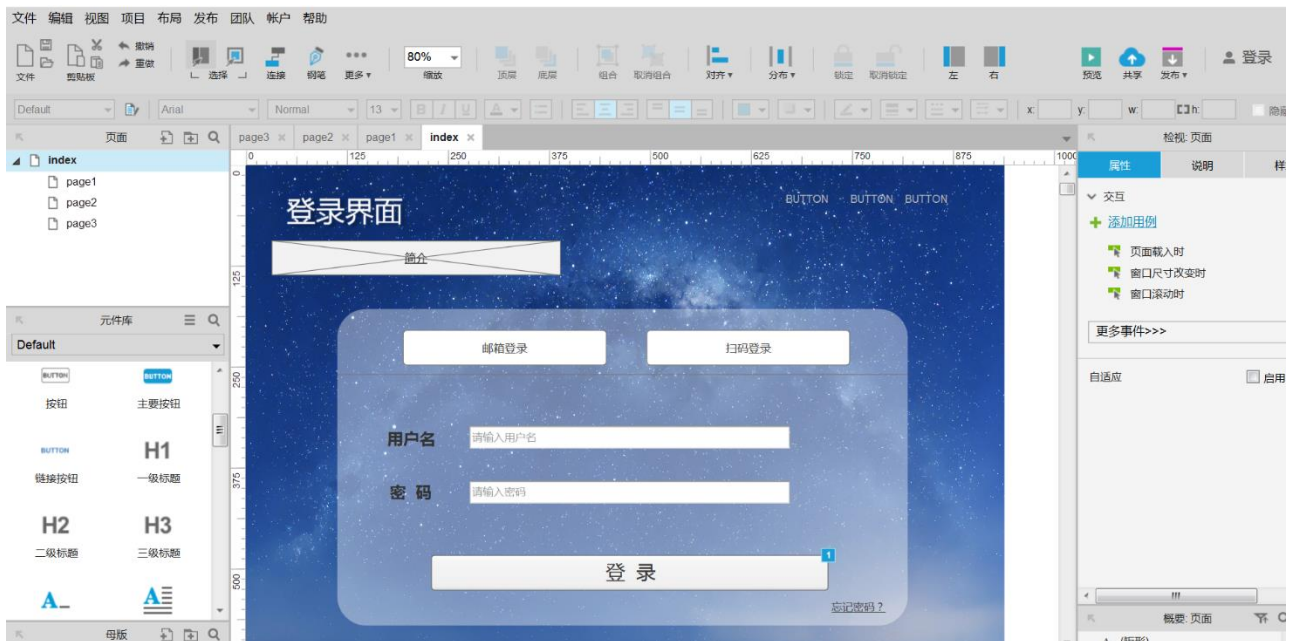 文件 编辑 视图 项目 布局 发布 团队 帐户 帮助
撤销
重做
文件 剪贴板 选择 连接 钢笔 更多 80% 缩放 顶层 底层 组合 取消组合 对齐 分布 锁定 取消锁定 左 右 预览 共享 发布 登录
Default Arial Normal 13 B I U A x: y: w: h:
页面 page3 page2 page1 index 检视: 页面
0 125 250 375 500 625 750 875 1000
index
page1
page2
page3
属性 说明 样
交互
添加用例
页面载入时
窗口尺寸改变时
窗口滚动时
更多事件>>>
自适应 启用
登录界面
BUTTON BUTTON BUTTON
简介
邮箱登录 扫码登录
用户名 请输入用户名
密 码 请输入密码
登 录
1
忘记密码？
0
125
250
375
500
元件库
Default
BUTTON BUTTON
按钮 主要按钮
BUTTON H1
链接按钮 一级标题
H2 H3
二级标题 三级标题
A_ A
母版
概要: 页面